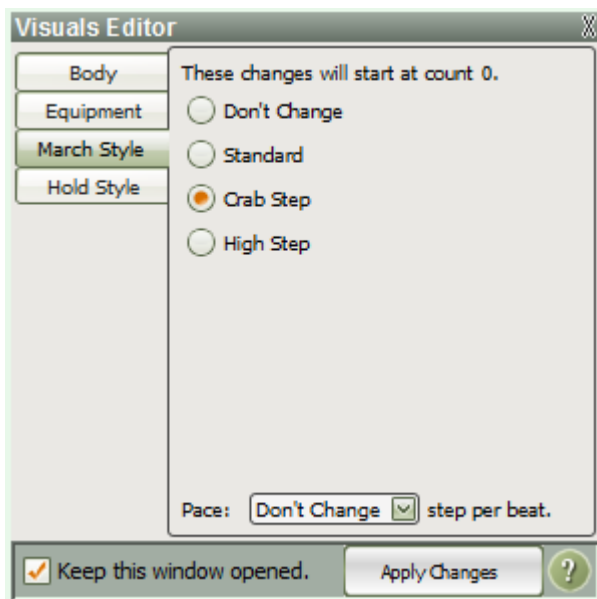 Visuals Editor
X
Body
Equipment
March Style
Hold Style
These changes will start at count 0.
Don't Change
Standard
Crab Step
High Step
Pace: Don't Change step per beat.
Keep this window opened.
Apply Changes
?